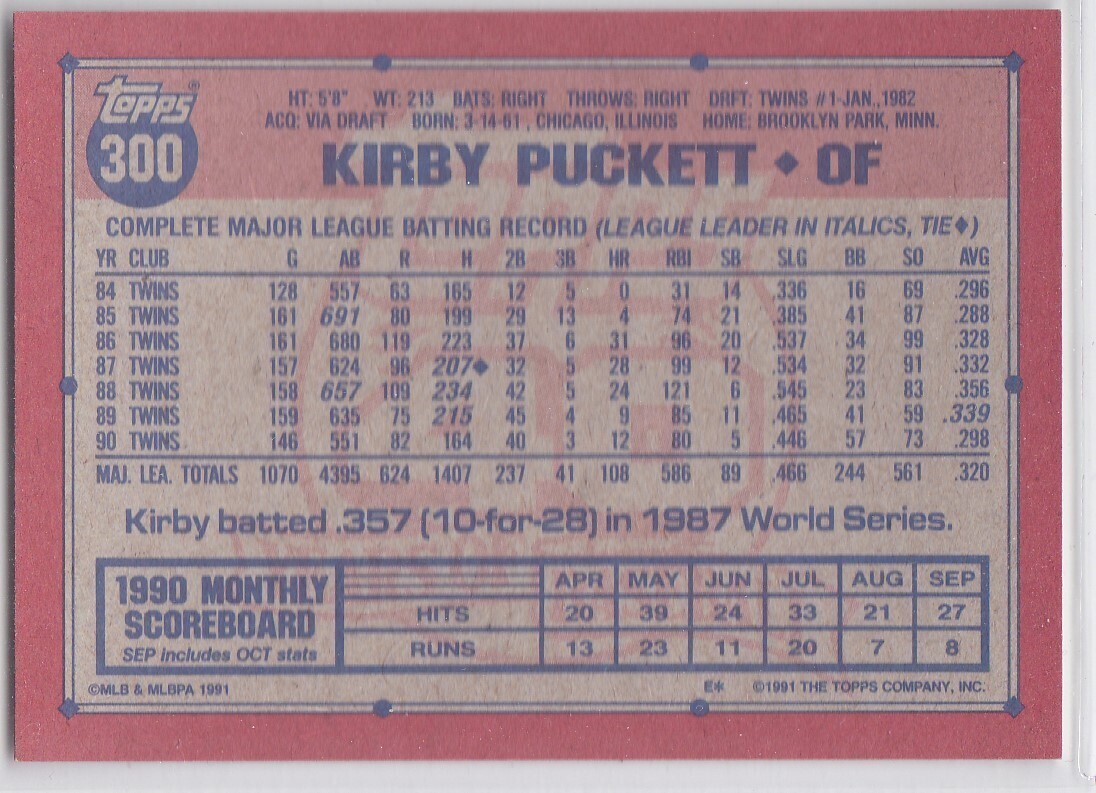 Topps®
300
HT: 5'8" WT: 213 BATS: RIGHT THROWS: RIGHT DRFT: TWINS #1-JAN.,1982
ACQ: VIA DRAFT BORN: 3-14-61 , CHICAGO, ILLINOIS HOME: BROOKLYN PARK, MINN.
KIRBY PUCKETT ◆ OF
COMPLETE MAJOR LEAGUE BATTING RECORD (LEAGUE LEADER IN ITALICS, TIE◆)
YR CLUB G AB R H 2B 3B HR RBI SB SLG BB SO AVG
84 TWINS 128 557 63 165 12 5 0 31 14 .336 16 69 .296
85 TWINS 161 691 80 199 29 13 4 74 21 .385 41 87 .288
86 TWINS 161 680 119 223 37 6 31 96 20 .537 34 99 .328
87 TWINS 157 624 96 207◆ 32 5 28 99 12 .534 32 91 .332
88 TWINS 158 657 109 234 42 5 24 121 6 .545 23 83 .356
89 TWINS 159 635 75 215 45 4 9 85 11 .465 41 59 .339
90 TWINS 146 551 82 164 40 3 12 80 5 .446 57 73 .298
MAJ. LEA. TOTALS 1070 4395 624 1407 237 41 108 586 89 .466 244 561 .320
Kirby batted .357 (10-for-28) in 1987 World Series.
1990 MONTHLY
SCOREBOARD
SEP includes OCT stats
APR MAY JUN JUL AUG SEP
HITS 20 39 24 33 21 27
RUNS 13 23 11 20 7 8
©MLB & MLBPA 1991 E* ©1991 THE TOPPS COMPANY, INC.